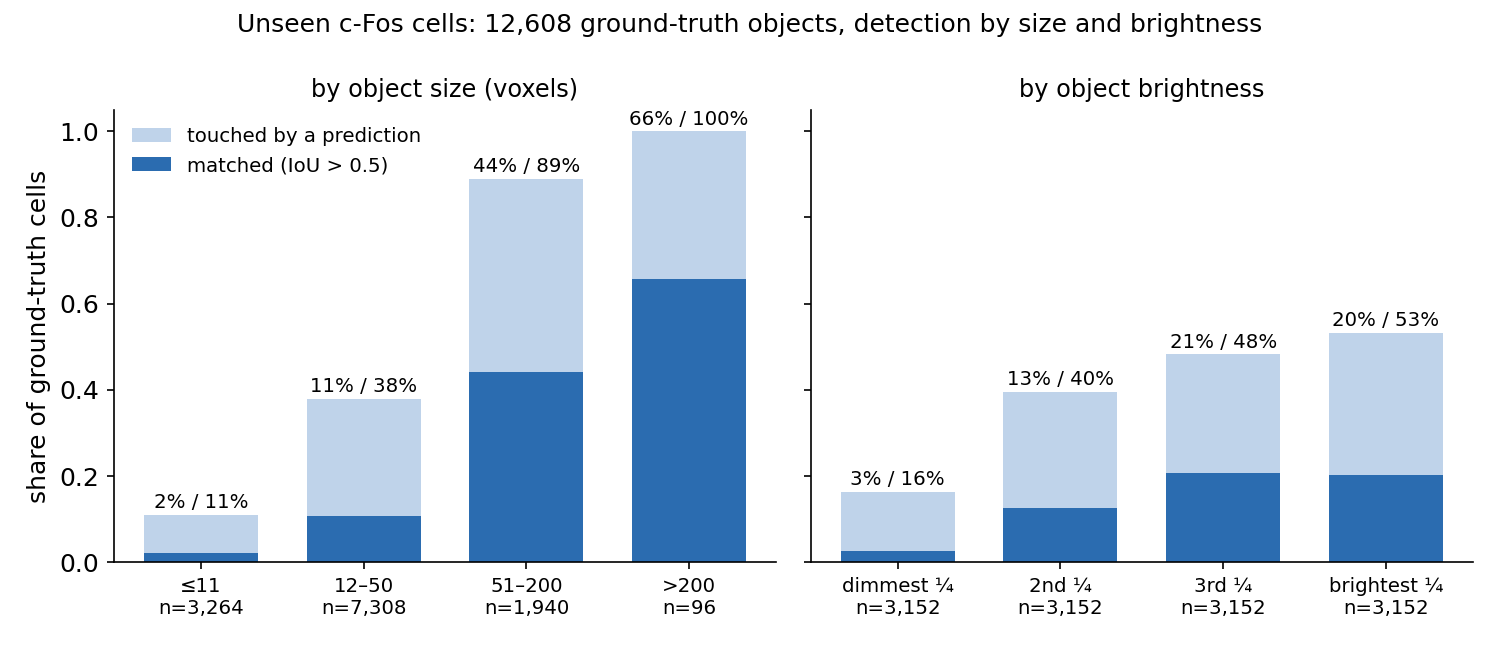 Unseen c-Fos cells: 12,608 ground-truth objects, detection by size and brightness
by object size (voxels)
touched by a prediction
matched (IoU > 0.5)
share of ground-truth cells
1.0
0.8
0.6
0.4
0.2
0.0
2% / 11%
11% / 38%
44% / 89%
66% / 100%
≤11
n=3,264
12–50
n=7,308
51–200
n=1,940
>200
n=96
by object brightness
3% / 16%
13% / 40%
21% / 48%
20% / 53%
dimmest ¼
n=3,152
2nd ¼
n=3,152
3rd ¼
n=3,152
brightest ¼
n=3,152